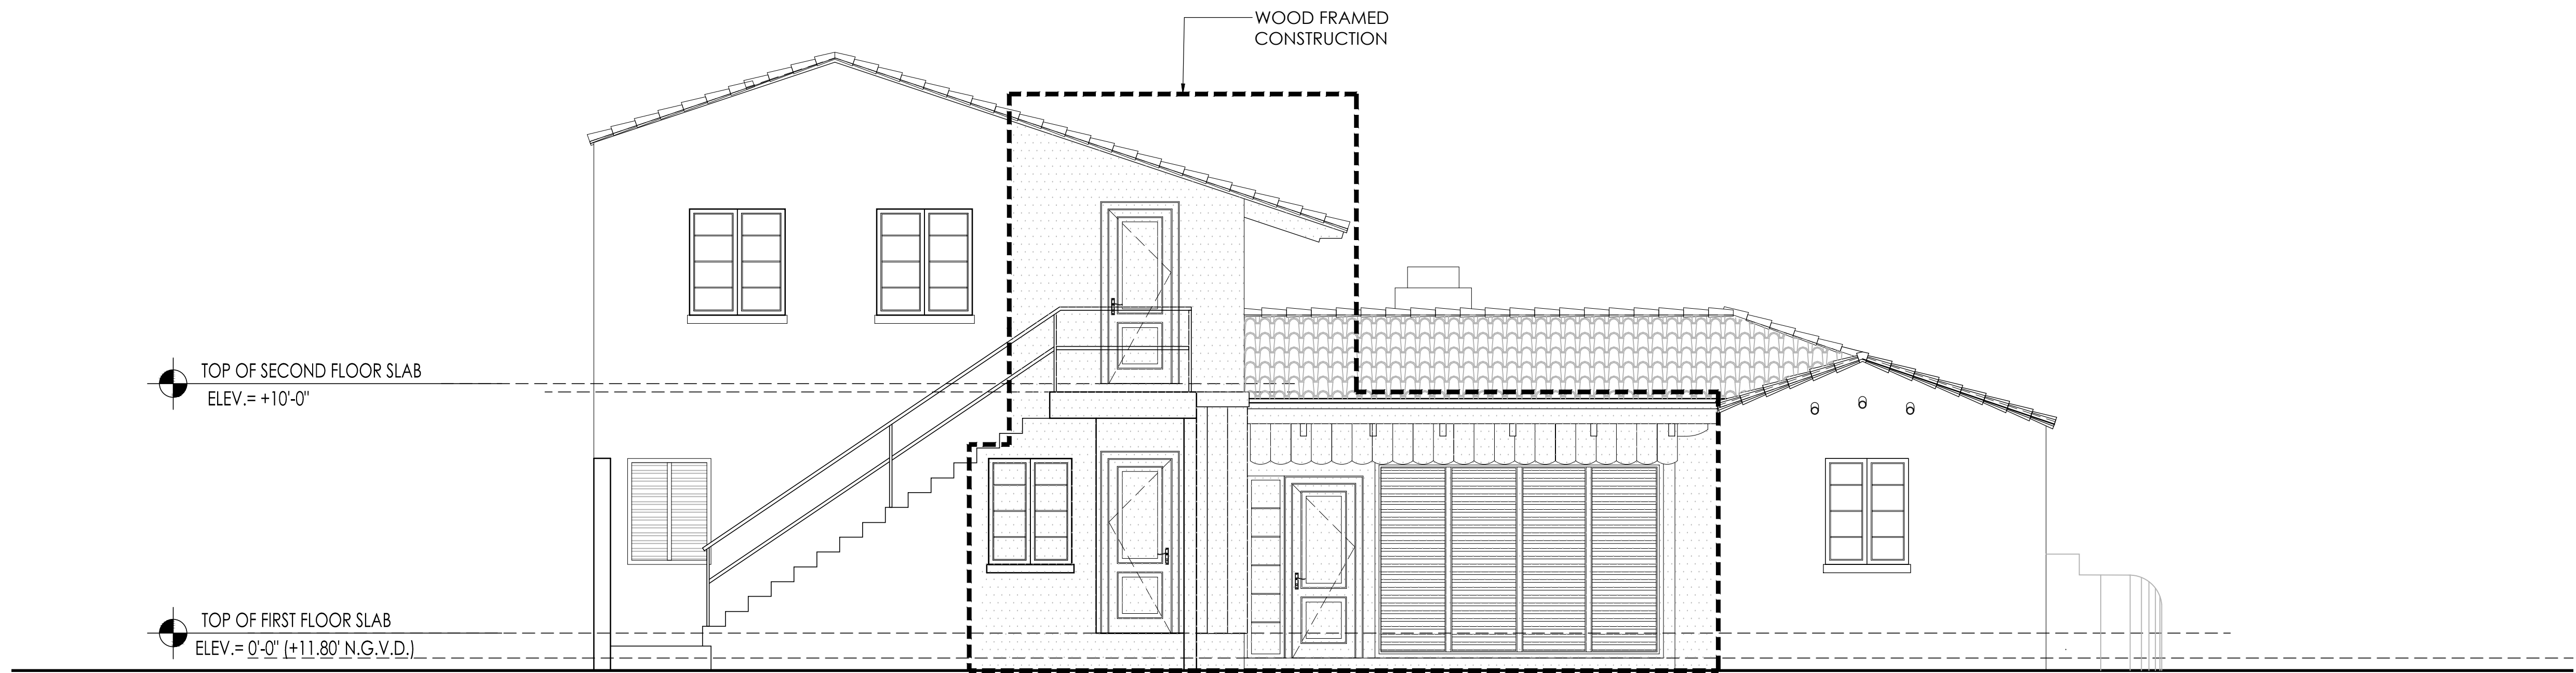 WOOD FRAMED
CONSTRUCTION
TOP OF SECOND FLOOR SLAB
ELEV.= +10'-0"
TOP OF FIRST FLOOR SLAB
ELEV.= 0'-0" (+11.80' N.G.V.D.)